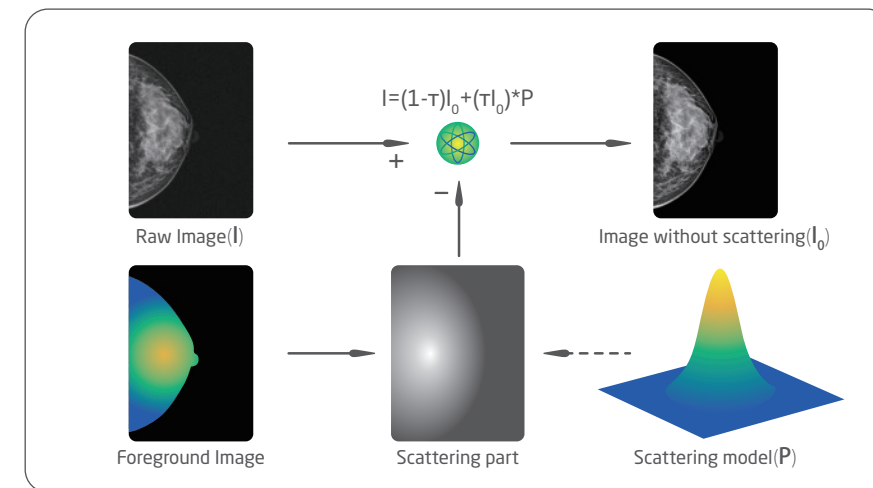 I=(1-τ)I₀+(τI₀)*P
+
−
Raw Image(I)
Image without scattering(I₀)
Foreground Image
Scattering part
Scattering model(P)